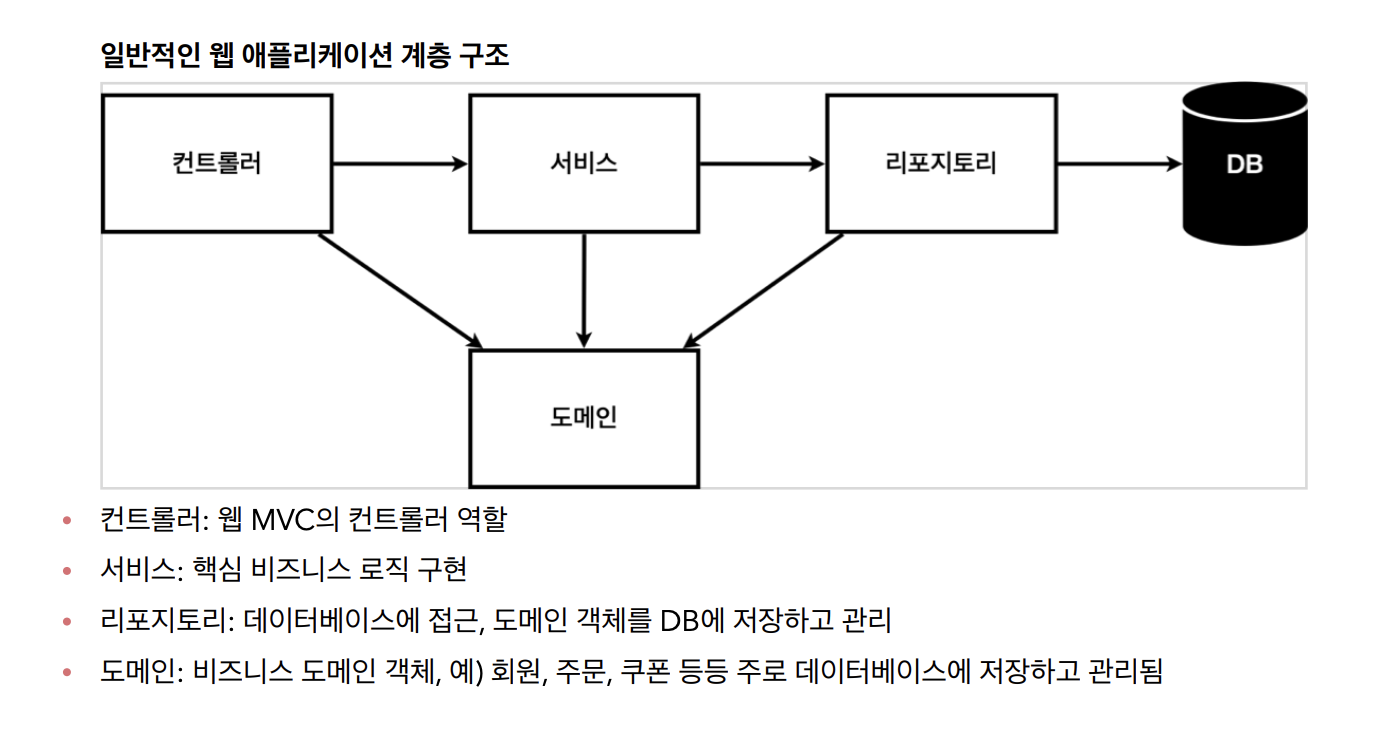 일반적인 웹 애플리케이션 계층 구조
컨트롤러
서비스
리포지토리
DB
도메인
• 컨트롤러: 웹 MVC의 컨트롤러 역할
• 서비스: 핵심 비즈니스 로직 구현
• 리포지토리: 데이터베이스에 접근, 도메인 객체를 DB에 저장하고 관리
• 도메인: 비즈니스 도메인 객체, 예) 회원, 주문, 쿠폰 등등 주로 데이터베이스에 저장하고 관리됨